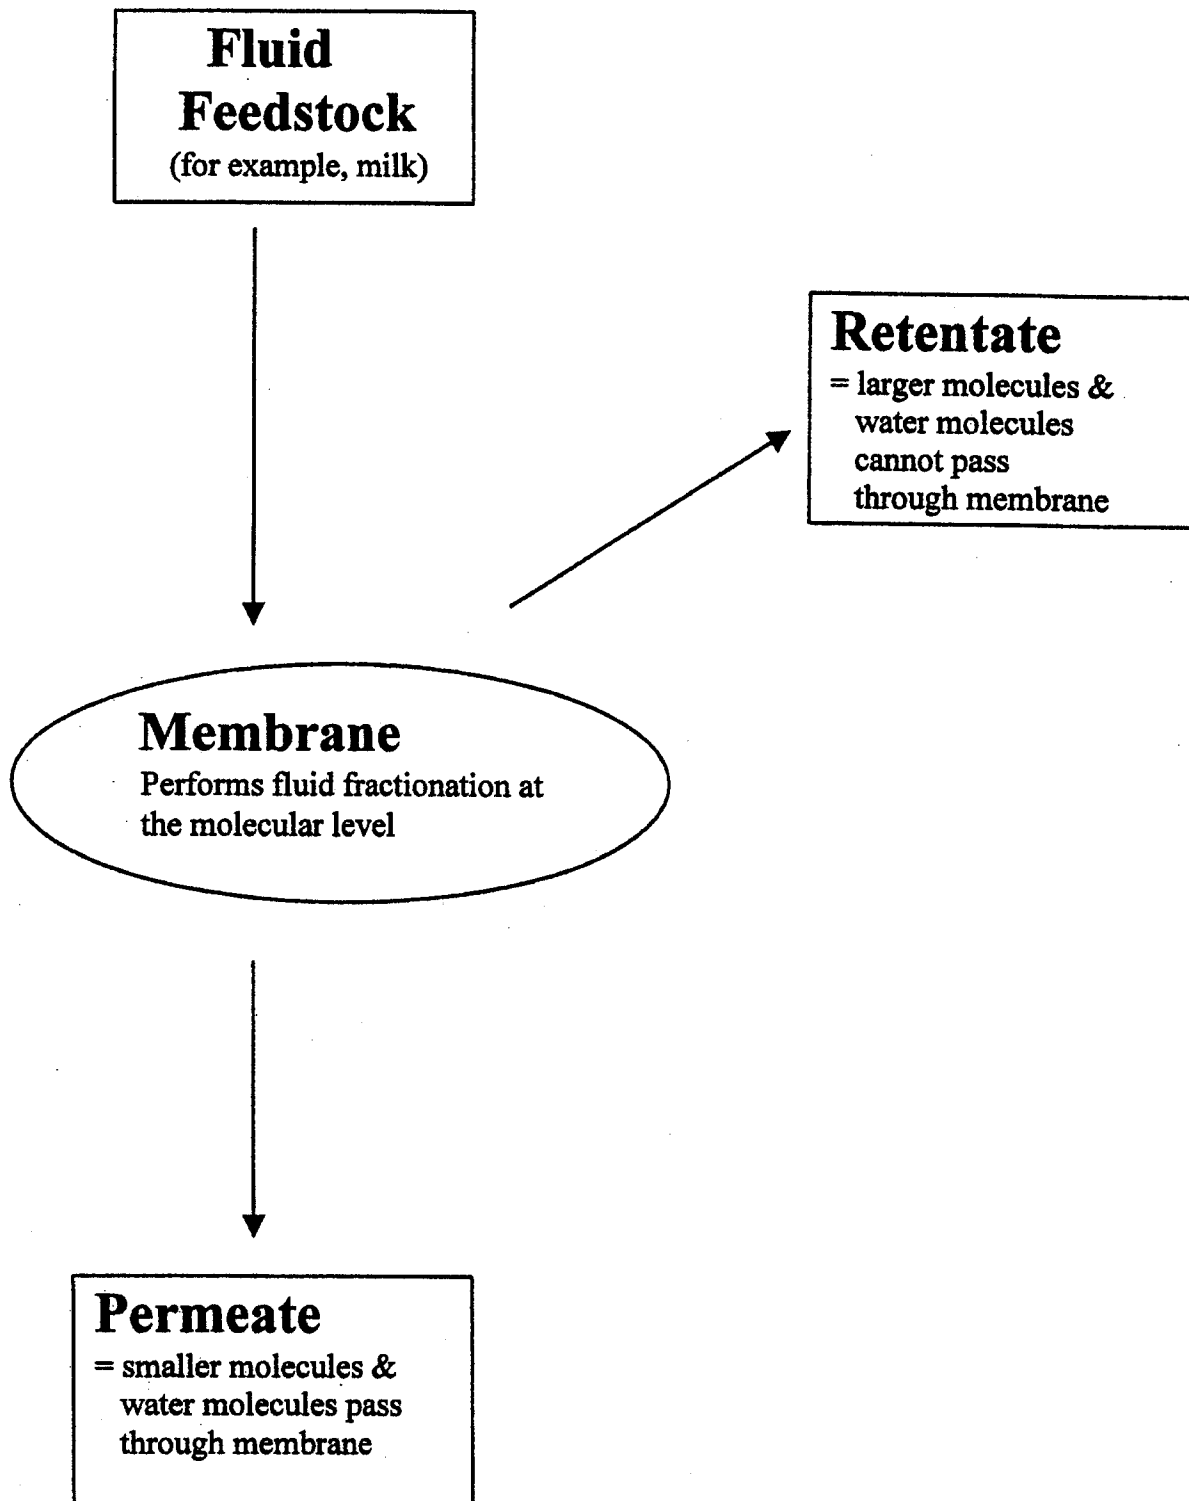 Fluid
Feedstock
(for example, milk)
Retentate
= larger molecules &
water molecules
cannot pass
through membrane
Membrane
Performs fluid fractionation at
the molecular level
Permeate
= smaller molecules &
water molecules pass
through membrane